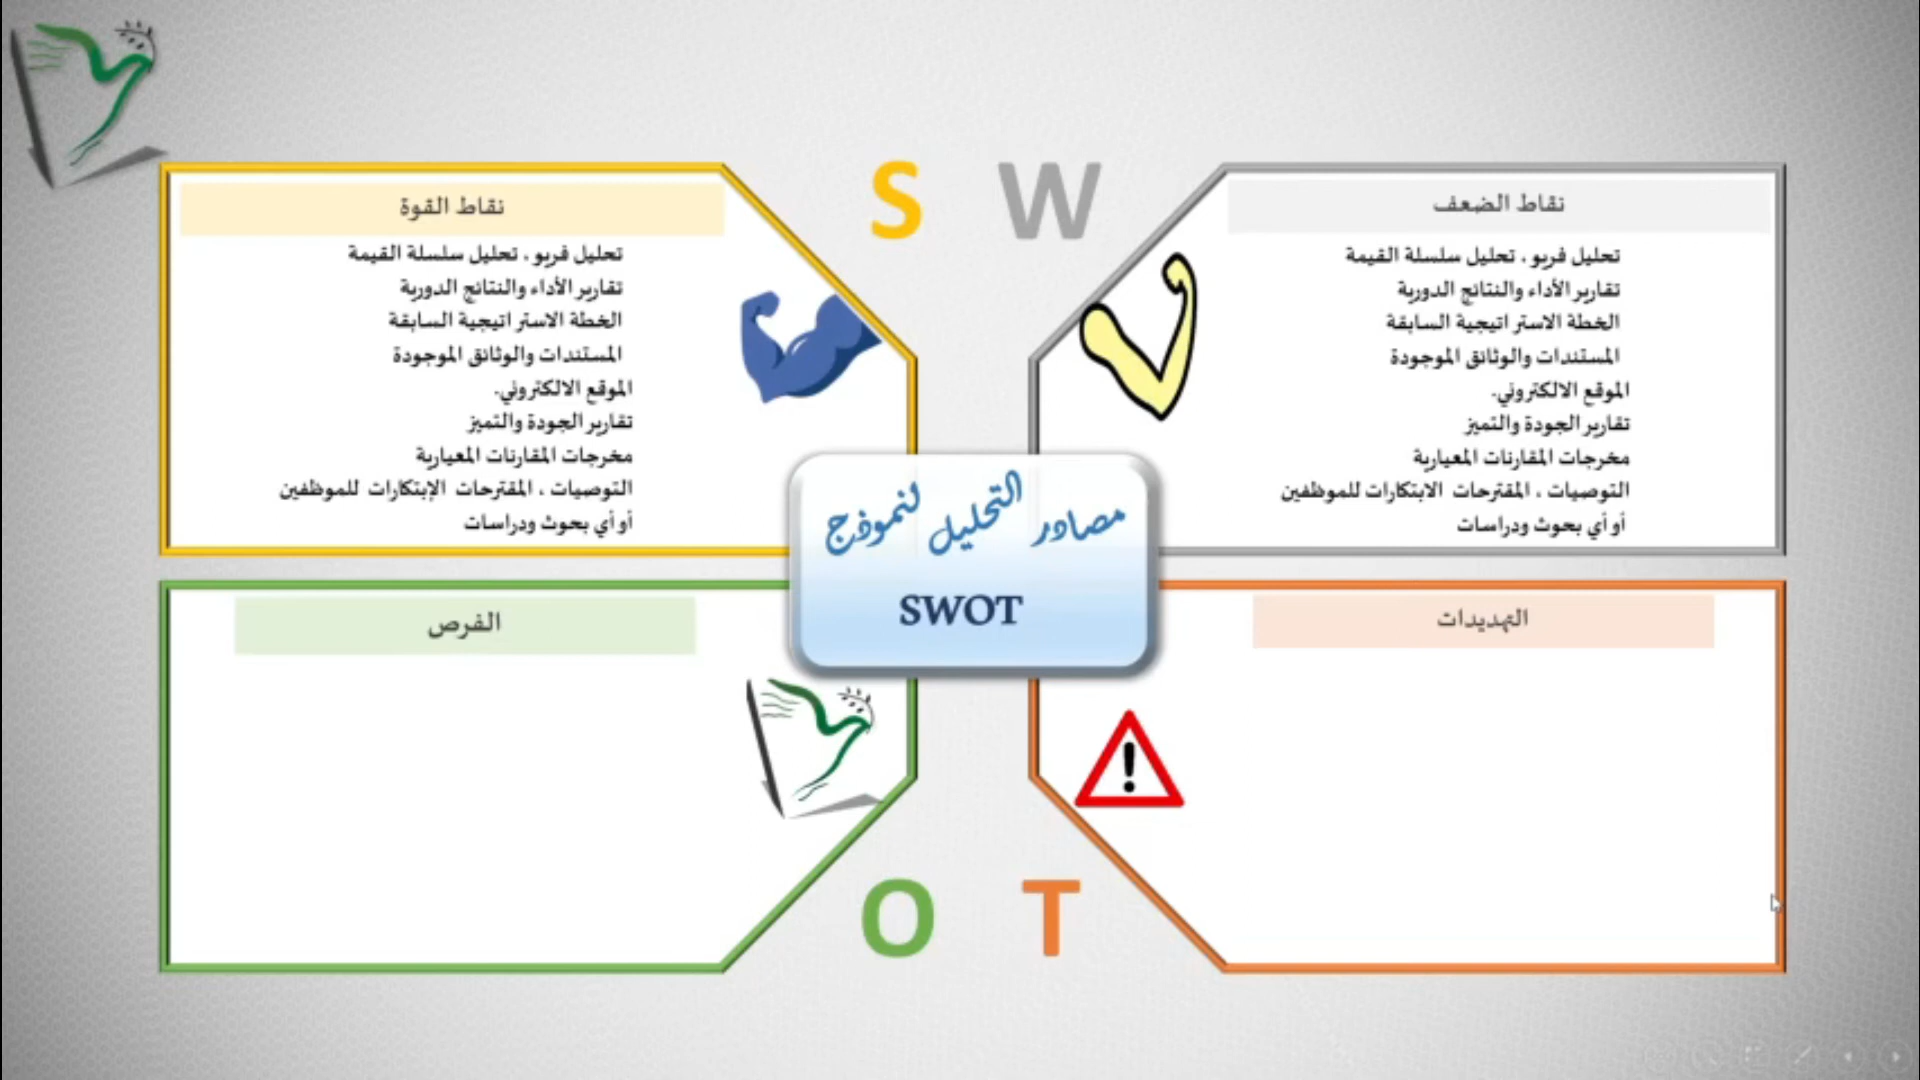 S W
نقاط القوة
تحليل فريو ، تحليل سلسلة القيمة
تقارير الأداء والنتائج الدورية
الخطة الاستراتيجية السابقة
المستندات والوثائق الموجودة
الموقع الالكتروني.
تقارير الجودة والتميز
مخرجات المقارنات المعيارية
التوصيات ، المقترحات الإبتكارات للموظفين
أو أي بحوث ودراسات
نقاط الضعف
تحليل فريو ، تحليل سلسلة القيمة
تقارير الأداء والنتائج الدورية
الخطة الاستراتيجية السابقة
المستندات والوثائق الموجودة
الموقع الالكتروني.
تقارير الجودة والتميز
مخرجات المقارنات المعيارية
التوصيات ، المقترحات الابتكارات للموظفين
أو أي بحوث ودراسات
مصادر التحليل لنموذج
SWOT
الفرص
التهديدات
O T